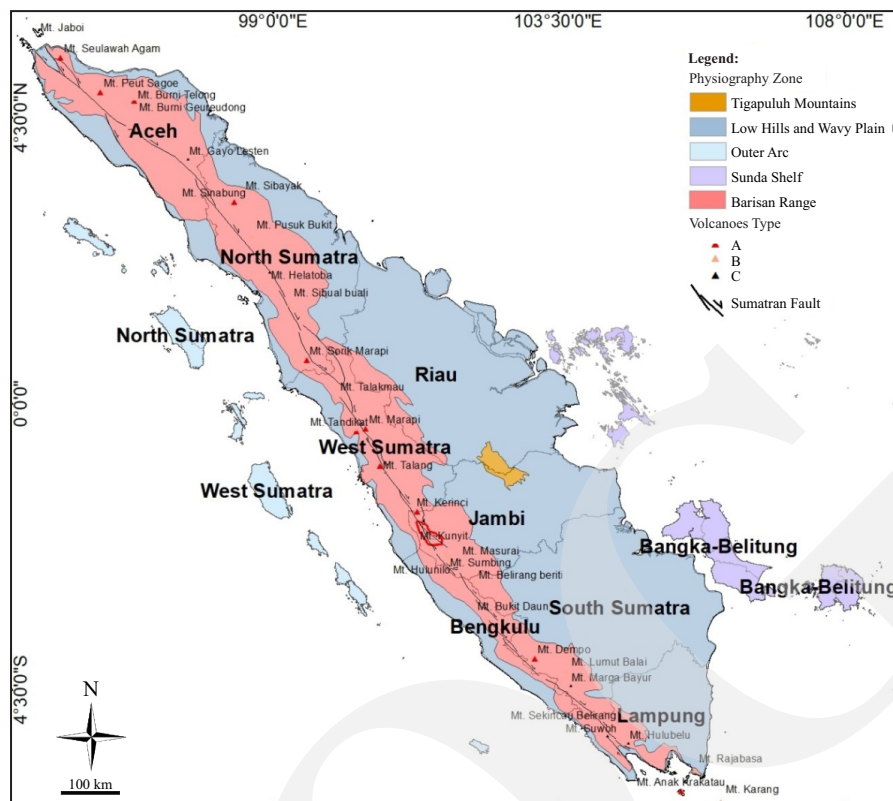 99°0'0"E
103°30'0"E
108°0'0"E
4°30'0"N
0°0'0"
4°30'0"S
Mt. Jaboi
Mt. Seulawah Agam
Mt. Peut Sagoe
Mt. Burni Telong
Mt. Burni Geureudong
Aceh
Mt. Gayo Lesten
Mt. Sibayak
Mt. Sinabung
Mt. Pusuk Bukit
North Sumatra
Mt. Helatoba
Mt. Sibual buali
North Sumatra
Mt. Sorik Marapi
Riau
Mt. Talakmau
Mt. Tandikat
Mt. Marapi
West Sumatra
Mt. Talang
West Sumatra
Mt. Kerinci
Jambi
Mt. Kunyit
Mt. Masurai
Mt. Sumbing
Mt. Hulunilo
Mt. Belirang beriti
Bangka-Belitung
Bangka-Belitung
Mt. Bukit Daun
South Sumatra
Bengkulu
Mt. Dempo
Mt. Lumut Balai
Mt. Marga Bayur
Mt. Sekincau Belirang
Lampung
Mt. Suwoh
Mt. Hulubelu
Mt. Rajabasa
Mt. Anak Krakatau
Mt. Karang
Legend:
Physiography Zone
Tigapuluh Mountains
Low Hills and Wavy Plain
Outer Arc
Sunda Shelf
Barisan Range
Volcanoes Type
A
B
C
Sumatran Fault
N
100 km